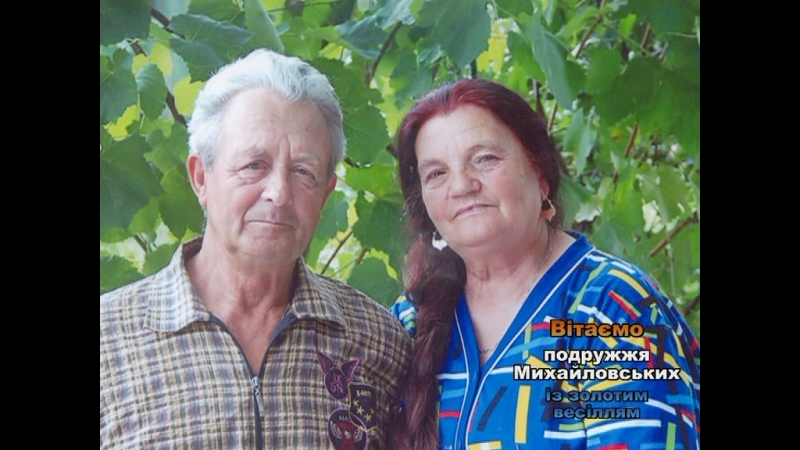 Вітаємо
подружжя
Михайловських
із золотим
весіллям